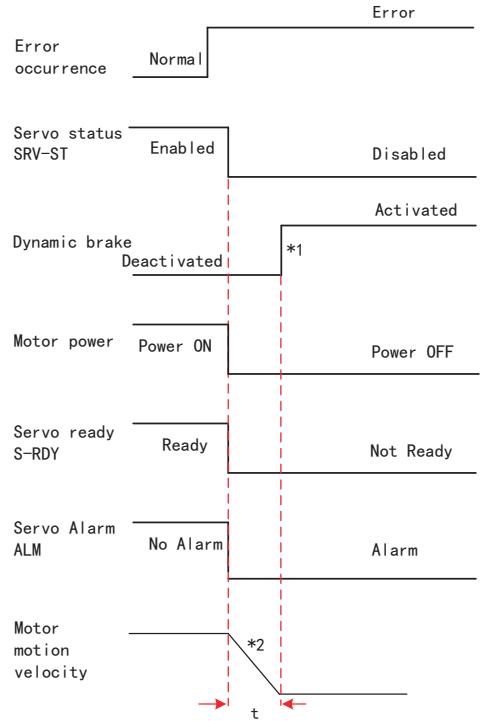 Error
Error
occurrence
Normal
Servo status
SRV-ST
Enabled
Disabled
Activated
Dynamic brake
*1
Deactivated
Motor power
Power ON
Power OFF
Servo ready
S-RDY
Ready
Not Ready
Servo Alarm
ALM
No Alarm
Alarm
Motor
motion
velocity
*2
t